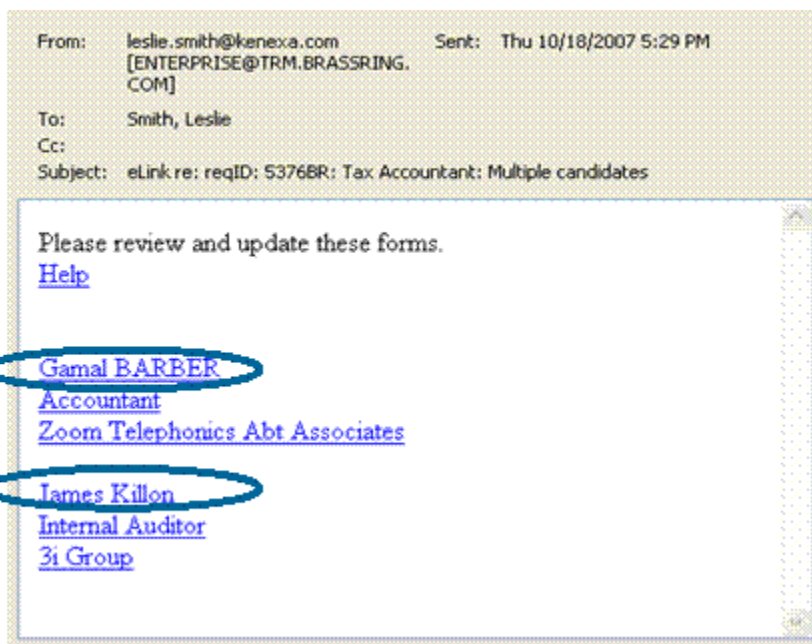 From: leslie.smith@kenexa.com Sent: Thu 10/18/2007 5:29 PM
[ENTERPRISE@TRM.BRASSRING.
COM]
To: Smith, Leslie
Cc:
Subject: eLink re: reqID: 5376BR: Tax Accountant: Multiple candidates
Please review and update these forms.
Help
Gamal BARBER
Accountant
Zoom Telephonics Abt Associates
James Killon
Internal Auditor
3i Group